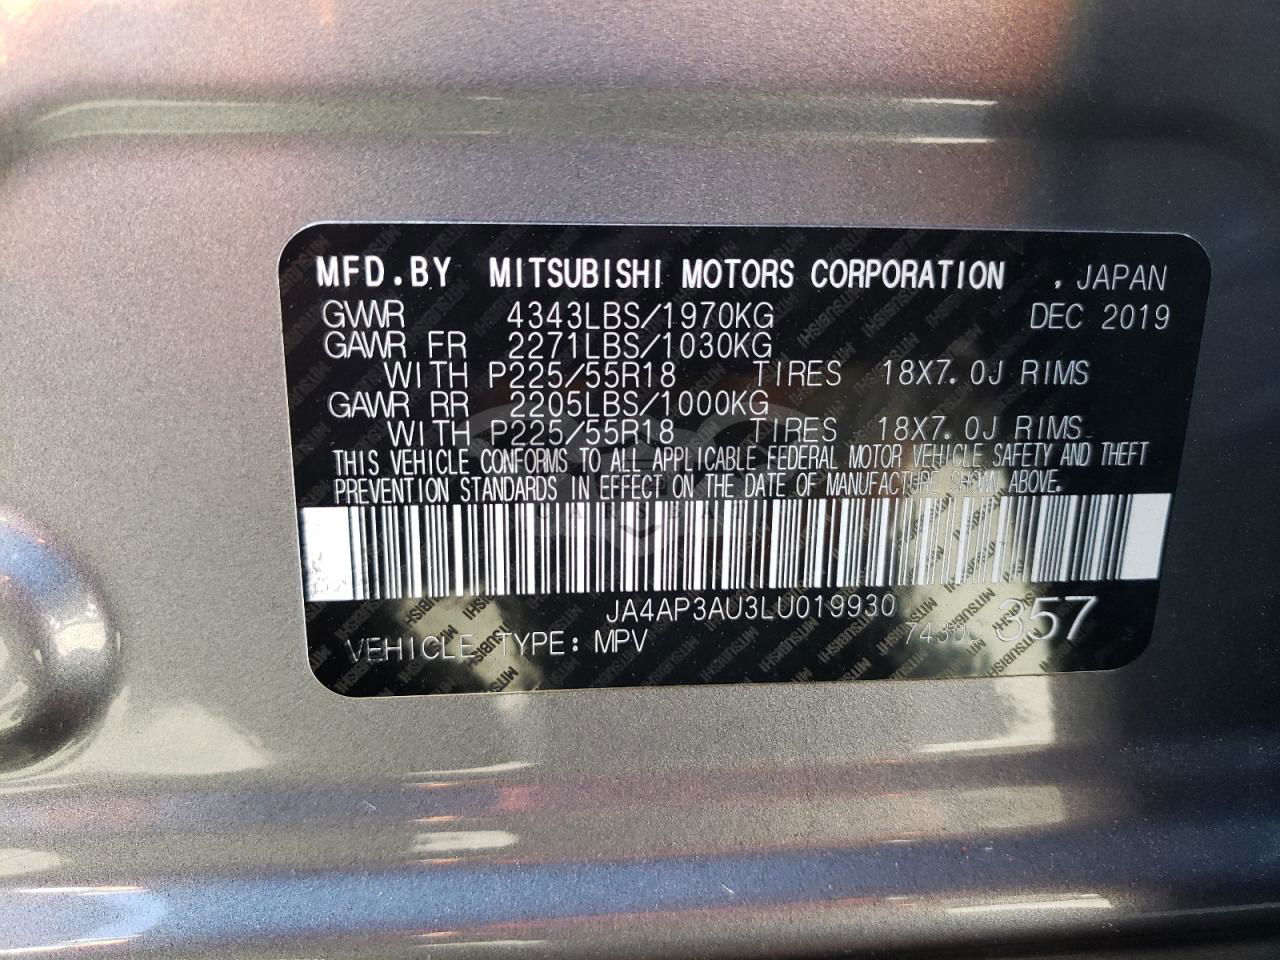 MFD.BY MITSUBISHI MOTORS CORPORATION , JAPAN
GVWR 4343LBS/1970KG DEC 2019
GAWR FR 2271LBS/1030KG
WITH P225/55R18 TIRES 18X7.0J RIMS
GAWR RR 2205LBS/1000KG
WITH P225/55R18 TIRES 18X7.0J RIMS
THIS VEHICLE CONFORMS TO ALL APPLICABLE FEDERAL MOTOR VEHICLE SAFETY AND THEFT
PREVENTION STANDARDS IN EFFECT ON THE DATE OF MANUFACTURE SHOWN ABOVE.
JA4AP3AU3LU019930
VEHICLE TYPE: MPV 357